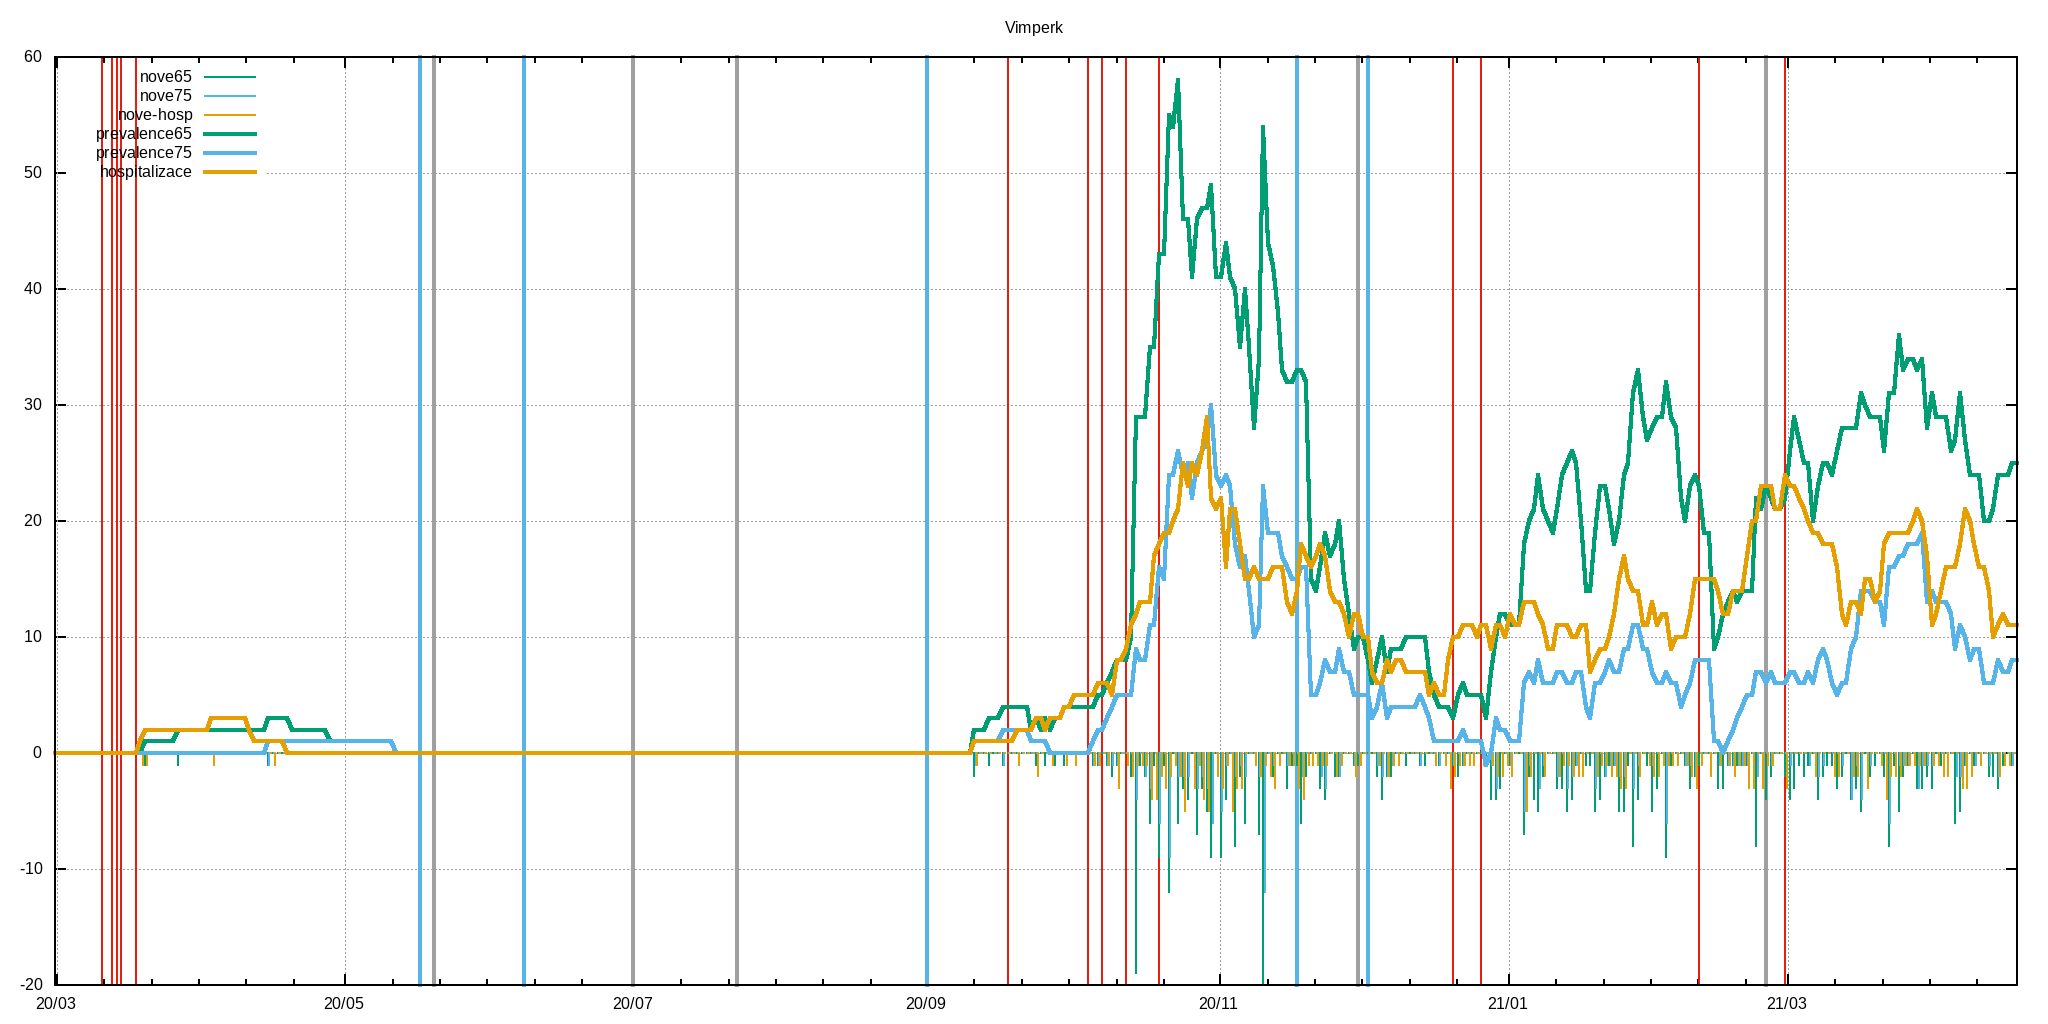 Vimperk
60
50
40
30
20
10
0
-10
-20
nove65
nove75
nove-hosp
prevalence65
prevalence75
hospitalizace
20/03 20/05 20/07 20/09 20/11 21/01 21/03